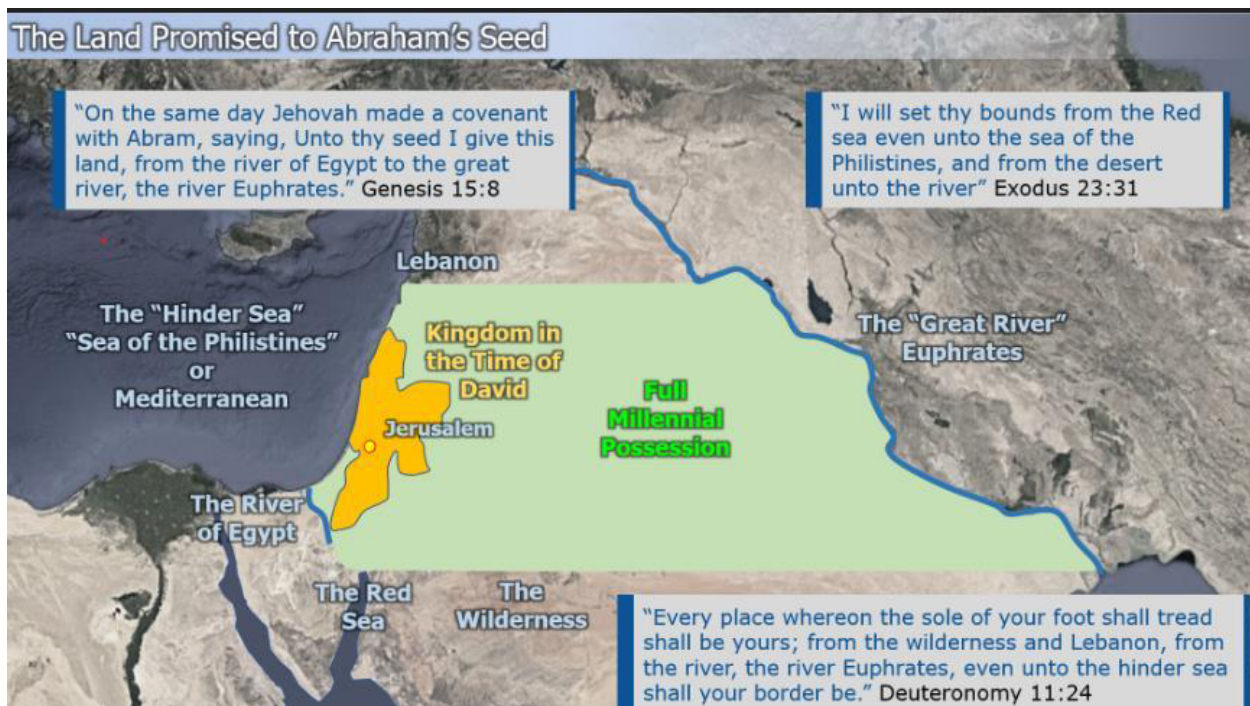 The Land Promised to Abraham's Seed
“On the same day Jehovah made a covenant
with Abram, saying, Unto thy seed I give this
land, from the river of Egypt to the great
river, the river Euphrates.” Genesis 15:8
“I will set thy bounds from the Red
sea even unto the sea of the
Philistines, and from the desert
unto the river” Exodus 23:31
Lebanon
The “Hinder Sea”
“Sea of the Philistines”
or
Mediterranean
Kingdom in
the Time of
David
Jerusalem
Full
Millennial
Possession
The “Great River”
Euphrates
The River
of Egypt
The Red
Sea
The
Wilderness
“Every place whereon the sole of your foot shall tread
shall be yours; from the wilderness and Lebanon, from
the river, the river Euphrates, even unto the hinder sea
shall your border be.” Deuteronomy 11:24